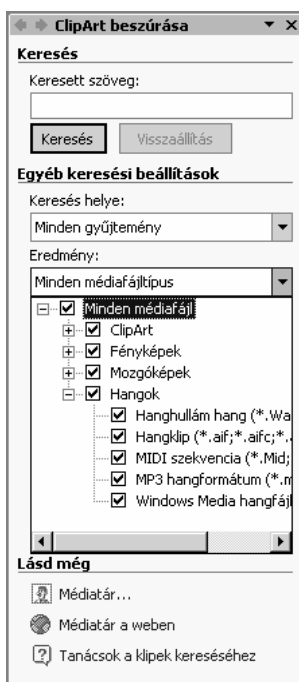 ClipArt beszúrása
Keresés
Keresett szöveg:
Keresés Visszaállítás
Egyéb keresési beállítások
Keresés helye:
Minden gyűjtemény
Eredmény:
Minden médiafájltípus
Minden médiafájl
ClipArt
Fényképek
Mozgóképek
Hangok
Hanghullám hang (*.Wa
Hangklip (*.aif;*.aifc;*.
MIDI szekvencia (*.Mid;
MP3 hangformátum (*.m
Windows Media hangfájl
Lásd még
Médiatár...
Médiatár a weben
Tanácsok a klipek kereséséhez